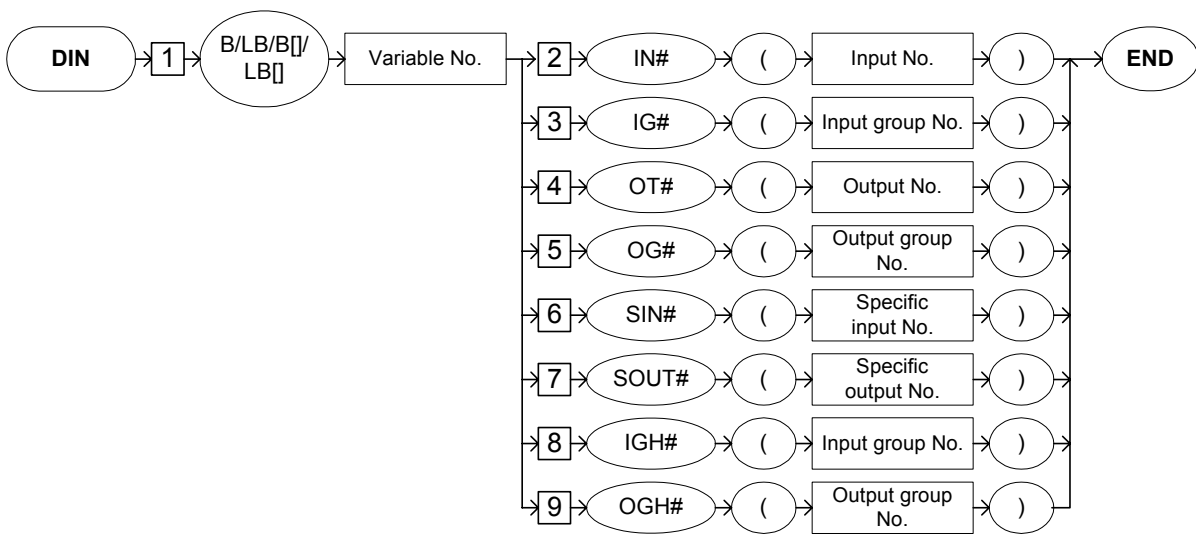 DIN 1 B/LB/B[]/
LB[] Variable No. 2 IN# ( Input No. ) END
3 IG# ( Input group No. )
4 OT# ( Output No. )
5 OG# ( Output group
No. )
6 SIN# ( Specific
input No. )
7 SOUT# ( Specific
output No. )
8 IGH# ( Input group No. )
9 OGH# ( Output group
No. )